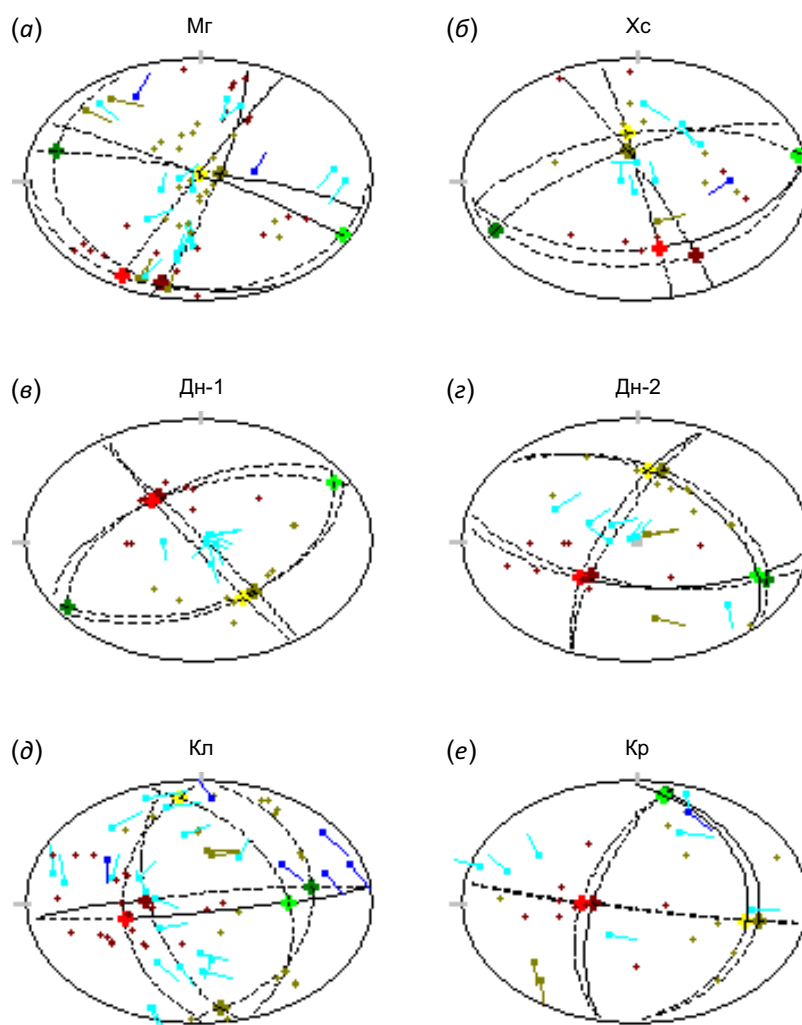 (а) Мг
(б) Хс
(в) Дн-1
(г) Дн-2
(д) Кл
(е) Кр